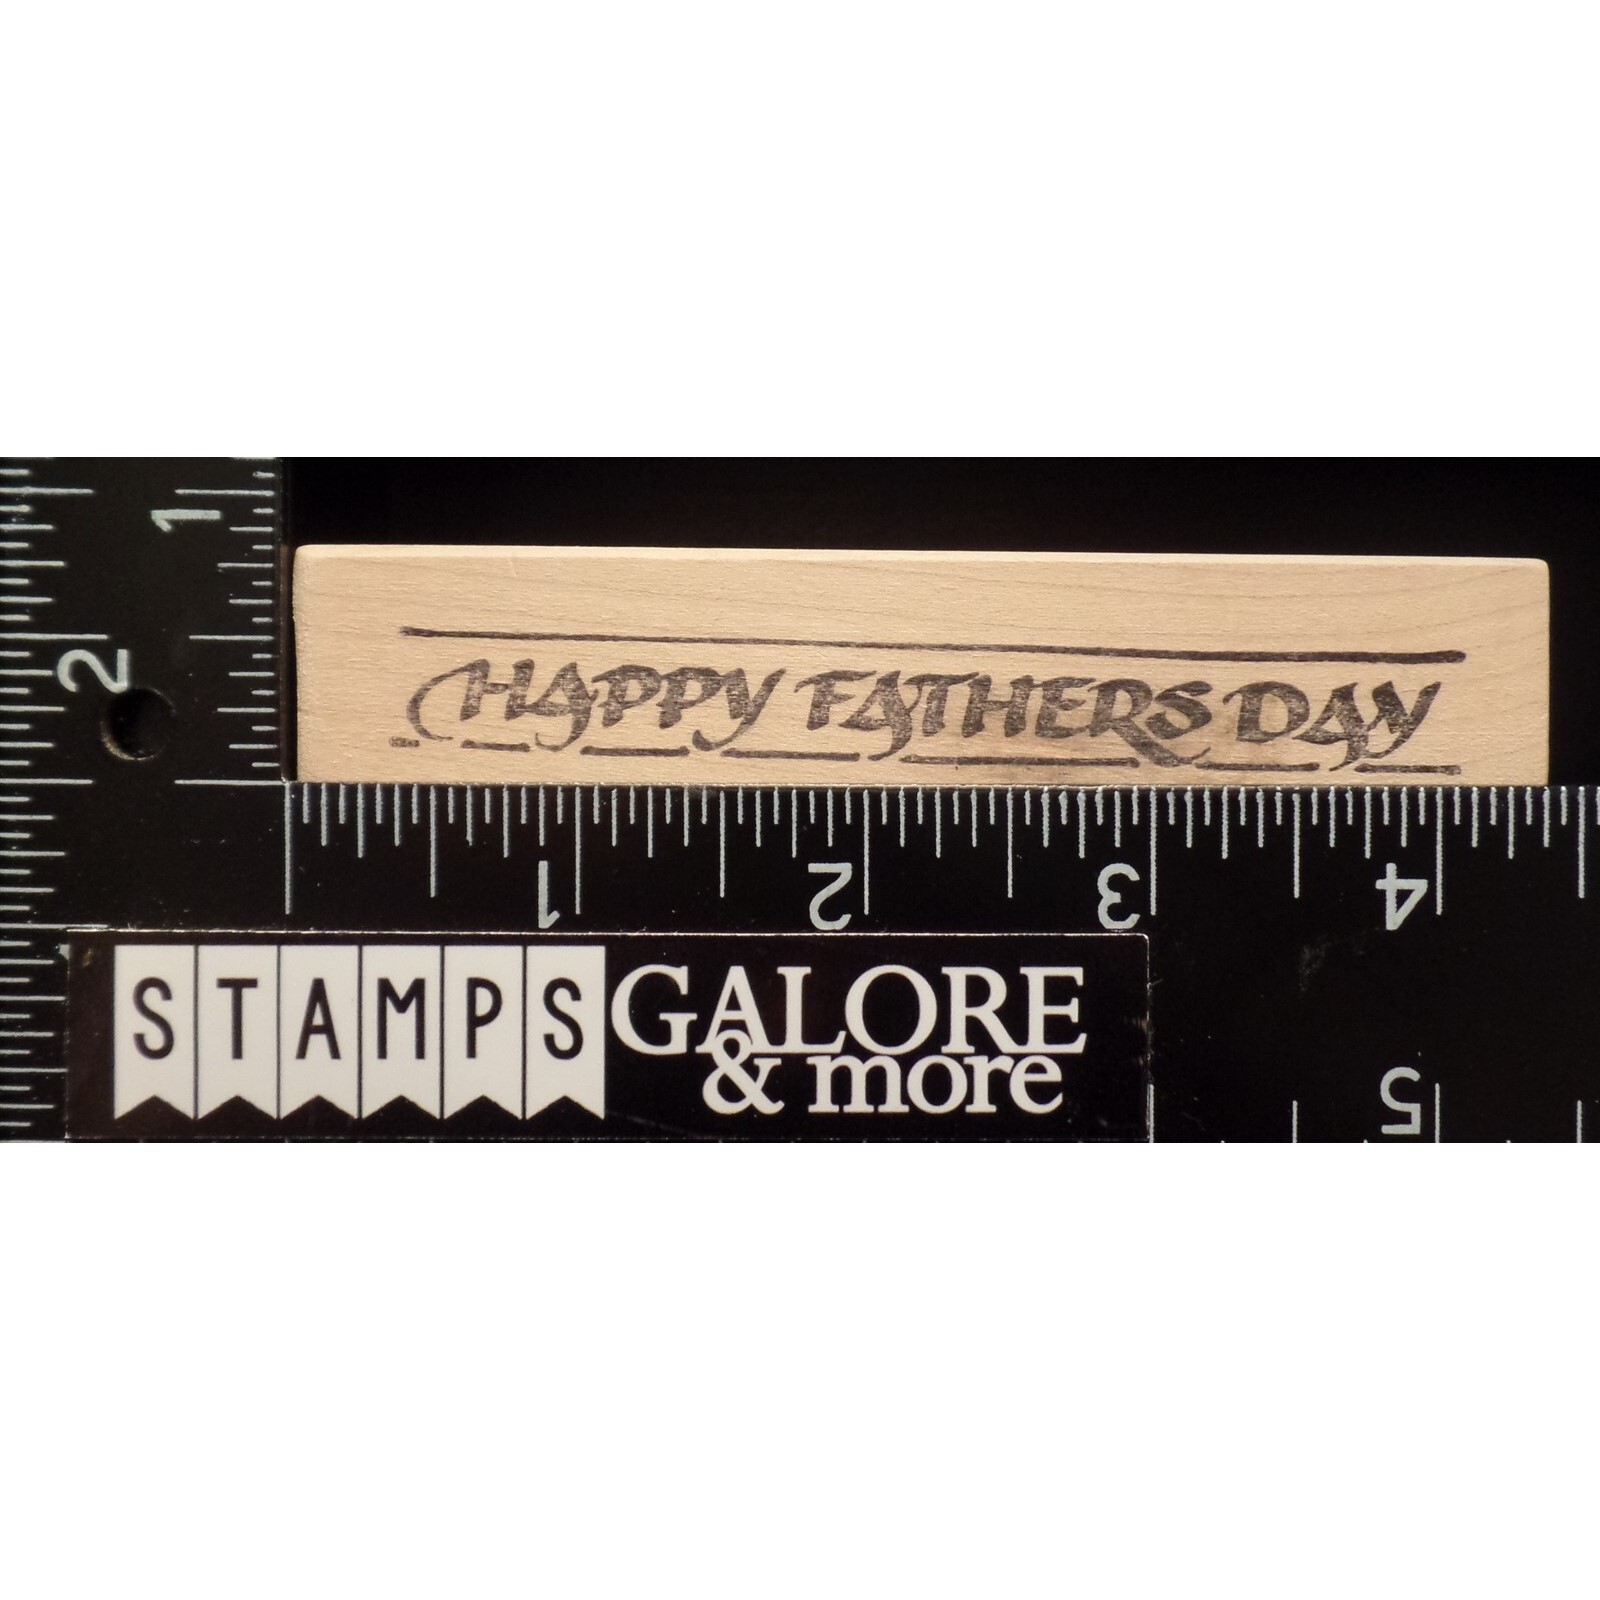 1
2
HAPPY FATHERS DAY
1 2 3 4
STAMPS GALORE
& more
5